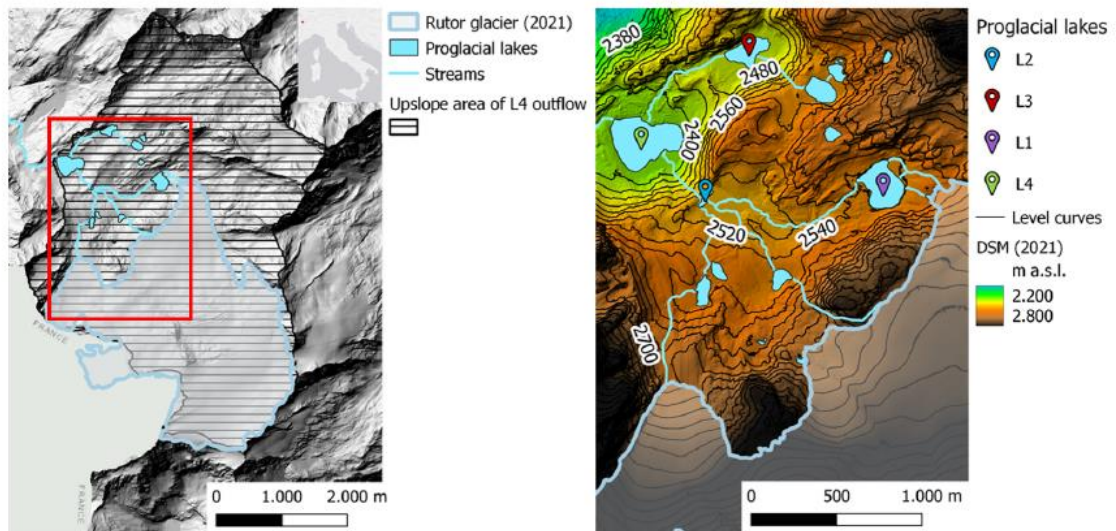 Rutor glacier (2021)
Proglacial lakes
Streams
Upslope area of L4 outflow
FRANCE
FRANCE
0 1.000 2.000 m
2380
2480
2560
2400
2520
2540
2700
0 500 1.000 m
Proglacial lakes
L2
L3
L1
L4
Level curves
DSM (2021)
m a.s.l.
2.200
2.800